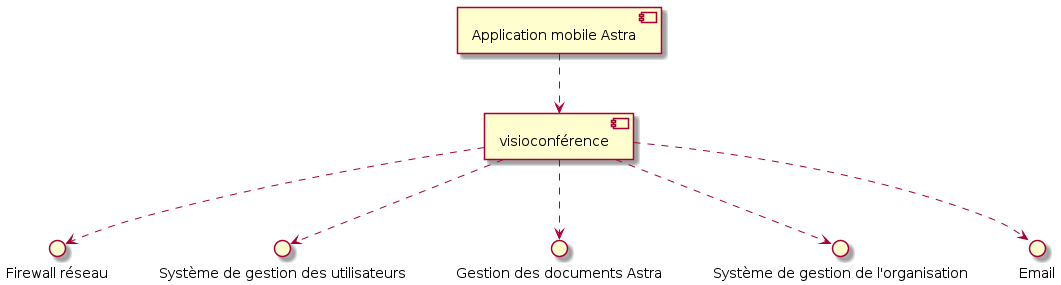 Application mobile Astra
visioconférence
Firewall réseau
Système de gestion des utilisateurs
Gestion des documents Astra
Système de gestion de l'organisation
Email